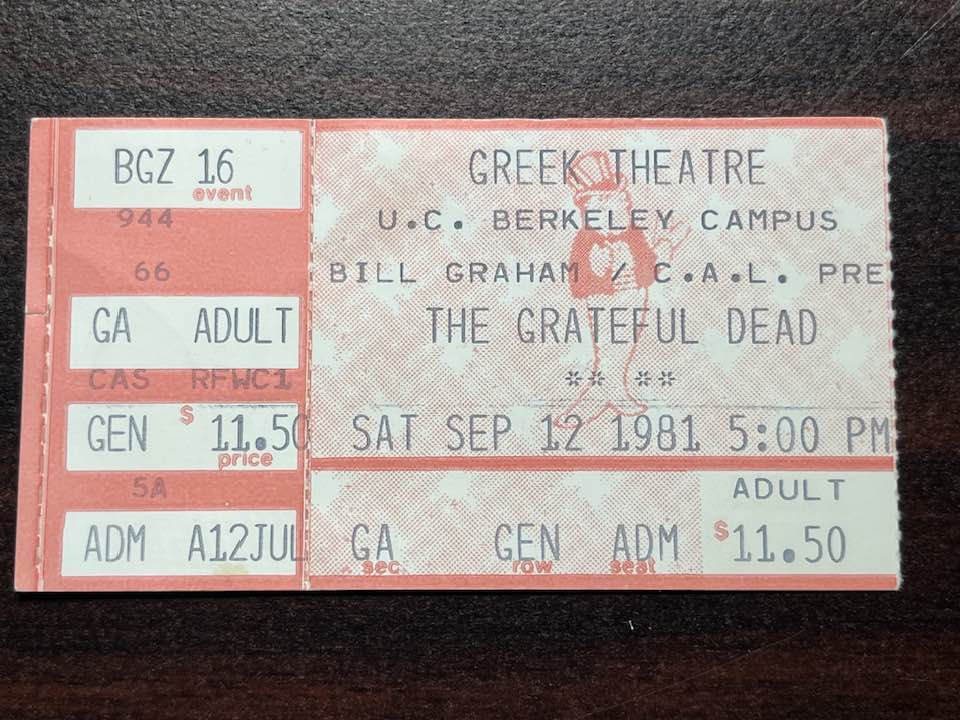 BGZ 16
event
944
66
GA ADULT
CAS RFWC1
GEN $ 11.50
price
5A
ADM A12JUL
GREEK THEATRE
U.C. BERKELEY CAMPUS
BILL GRAHAM / C.A.L. PRE
THE GRATEFUL DEAD
** **
SAT SEP 12 1981 5:00 PM
ADULT
GA GEN ADM $11.50
sec row seat